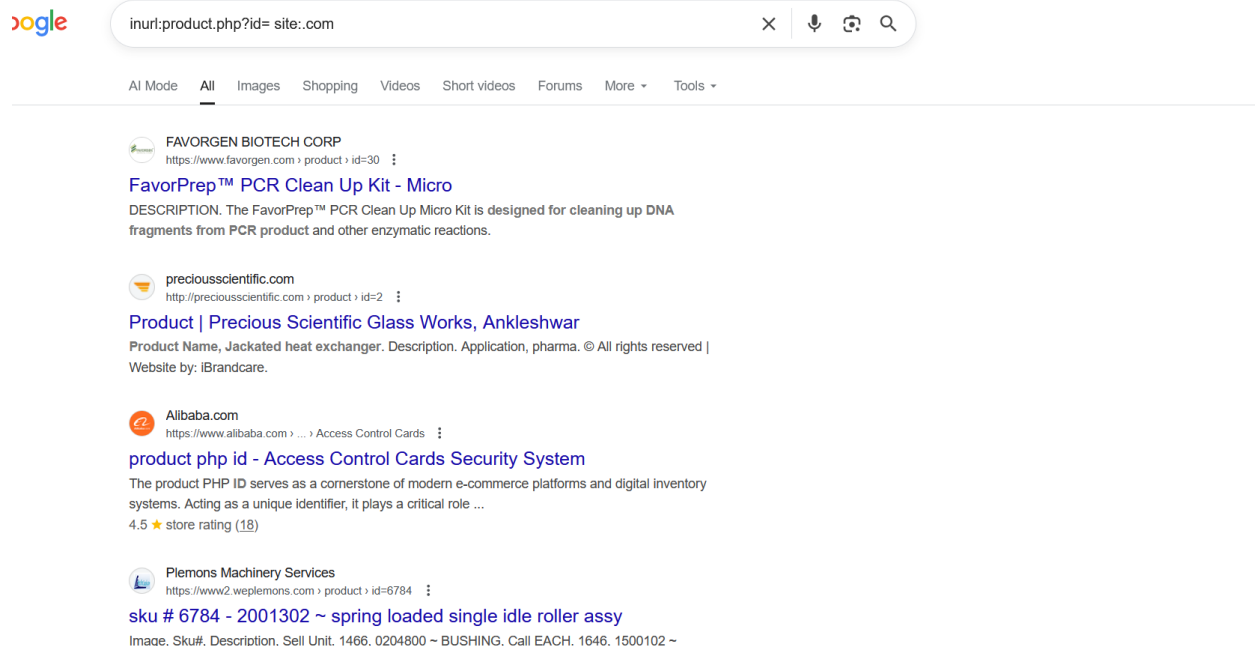 oogle
inurl:product.php?id= site:.com
AI Mode All Images Shopping Videos Short videos Forums More Tools
FAVORGEN BIOTECH CORP
https://www.favorgen.com › product › id=30
FavorPrep™ PCR Clean Up Kit - Micro
DESCRIPTION. The FavorPrep™ PCR Clean Up Micro Kit is designed for cleaning up DNA
fragments from PCR product and other enzymatic reactions.
preciousscientific.com
http://preciousscientific.com › product › id=2
Product | Precious Scientific Glass Works, Ankleshwar
Product Name, Jackated heat exchanger. Description. Application, pharma. © All rights reserved |
Website by: iBrandcare.
Alibaba.com
https://www.alibaba.com › ... › Access Control Cards
product php id - Access Control Cards Security System
The product PHP ID serves as a cornerstone of modern e-commerce platforms and digital inventory
systems. Acting as a unique identifier, it plays a critical role ...
4.5 ★ store rating (18)
Plemons Machinery Services
https://www2.weplemons.com › product › id=6784
sku # 6784 - 2001302 ~ spring loaded single idle roller assy
Image. Sku#. Description. Sell Unit. 1466. 0204800 ~ BUSHING. Call EACH. 1646. 1500102 ~